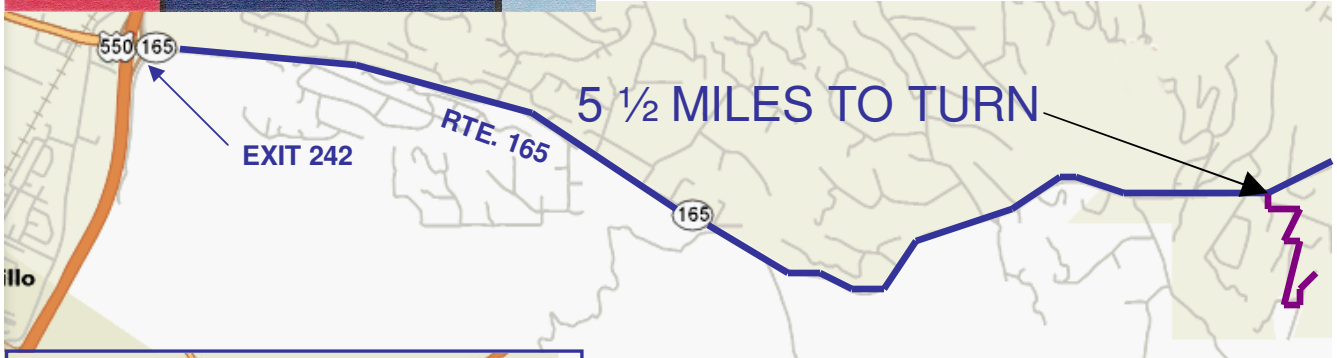 550 165
5 ½ MILES TO TURN
RTE. 165
EXIT 242
165
illo